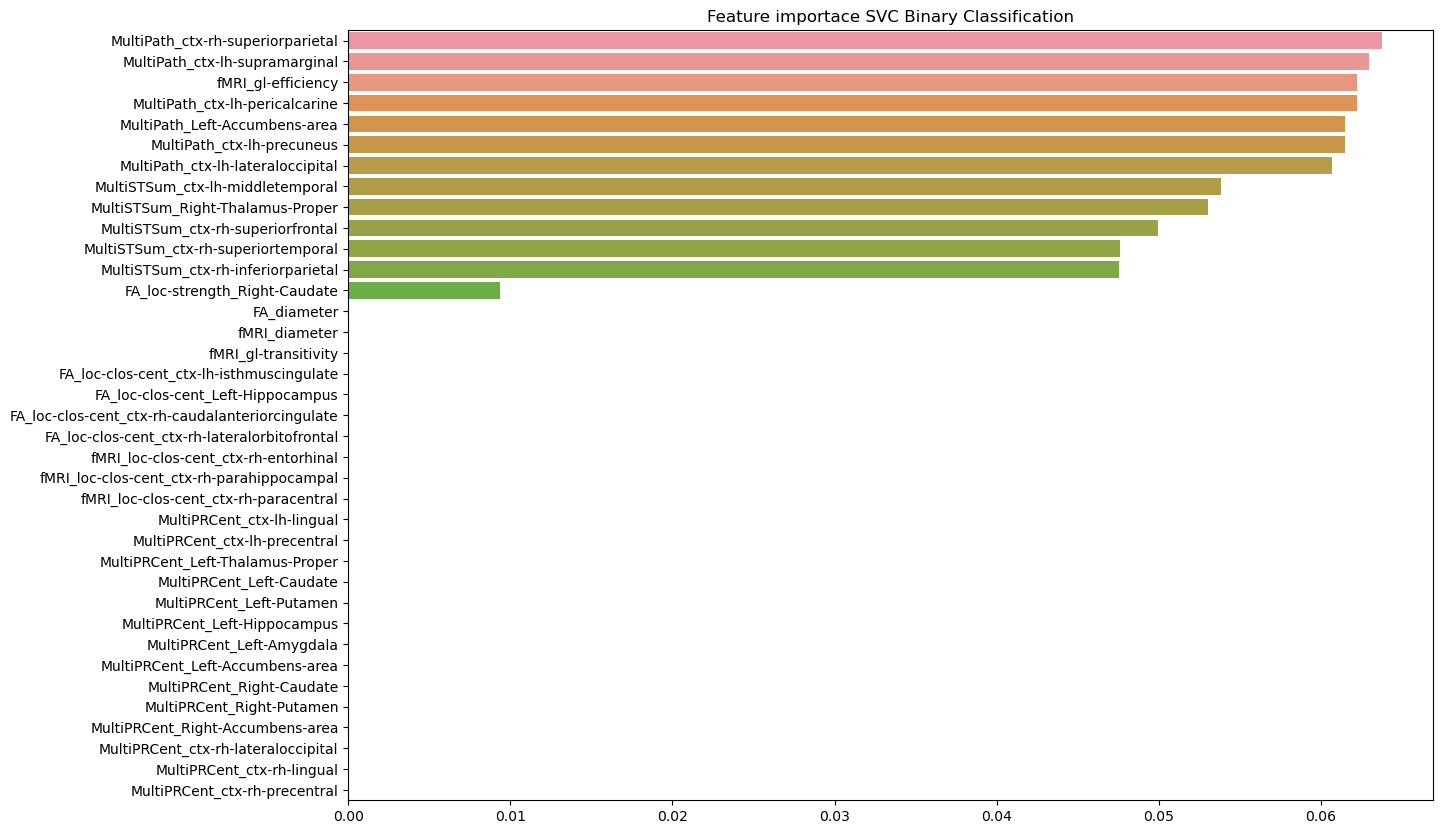 Feature importace SVC Binary Classification
MultiPath_ctx-rh-superiorparietal
MultiPath_ctx-lh-supramarginal
fMRI_gl-efficiency
MultiPath_ctx-lh-pericalcarine
MultiPath_Left-Accumbens-area
MultiPath_ctx-lh-precuneus
MultiPath_ctx-lh-lateraloccipital
MultiSTSum_ctx-lh-middletemporal
MultiSTSum_Right-Thalamus-Proper
MultiSTSum_ctx-rh-superiorfrontal
MultiSTSum_ctx-rh-superiortemporal
MultiSTSum_ctx-rh-inferiorparietal
FA_loc-strength_Right-Caudate
FA_diameter
fMRI_diameter
fMRI_gl-transitivity
FA_loc-clos-cent_ctx-lh-isthmuscingulate
FA_loc-clos-cent_Left-Hippocampus
FA_loc-clos-cent_ctx-rh-caudalanteriorcingulate
FA_loc-clos-cent_ctx-rh-lateralorbitofrontal
fMRI_loc-clos-cent_ctx-rh-entorhinal
fMRI_loc-clos-cent_ctx-rh-parahippocampal
fMRI_loc-clos-cent_ctx-rh-paracentral
MultiPRCent_ctx-lh-lingual
MultiPRCent_ctx-lh-precentral
MultiPRCent_Left-Thalamus-Proper
MultiPRCent_Left-Caudate
MultiPRCent_Left-Putamen
MultiPRCent_Left-Hippocampus
MultiPRCent_Left-Amygdala
MultiPRCent_Left-Accumbens-area
MultiPRCent_Right-Caudate
MultiPRCent_Right-Putamen
MultiPRCent_Right-Accumbens-area
MultiPRCent_ctx-rh-lateraloccipital
MultiPRCent_ctx-rh-lingual
MultiPRCent_ctx-rh-precentral
0.00 0.01 0.02 0.03 0.04 0.05 0.06